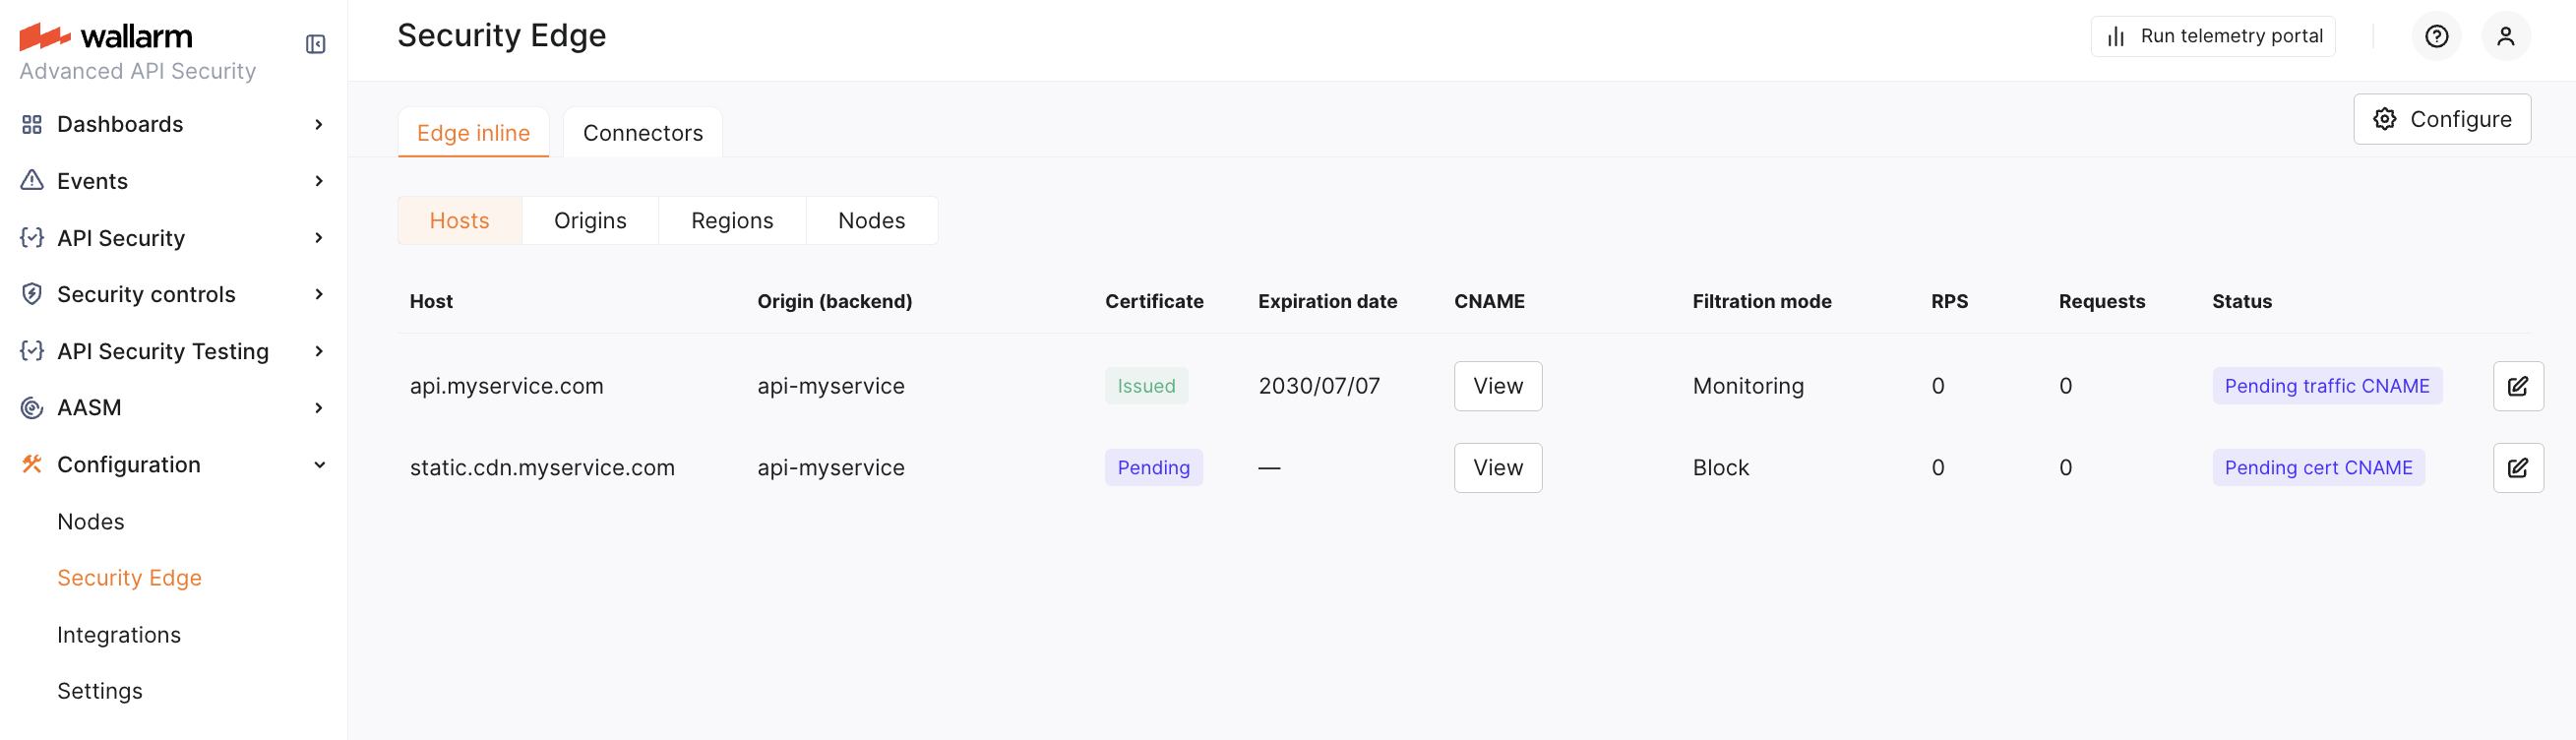 wallarm
Advanced API Security
Dashboards
Events
API Security
Security controls
API Security Testing
AASM
Configuration
Nodes
Security Edge
Integrations
Settings
Security Edge
Run telemetry portal
Edge inline Connectors
Configure
Hosts Origins Regions Nodes
Host Origin (backend) Certificate Expiration date CNAME Filtration mode RPS Requests Status
api.myservice.com api-myservice Issued 2030/07/07 View Monitoring 0 0 Pending traffic CNAME
static.cdn.myservice.com api-myservice Pending — View Block 0 0 Pending cert CNAME